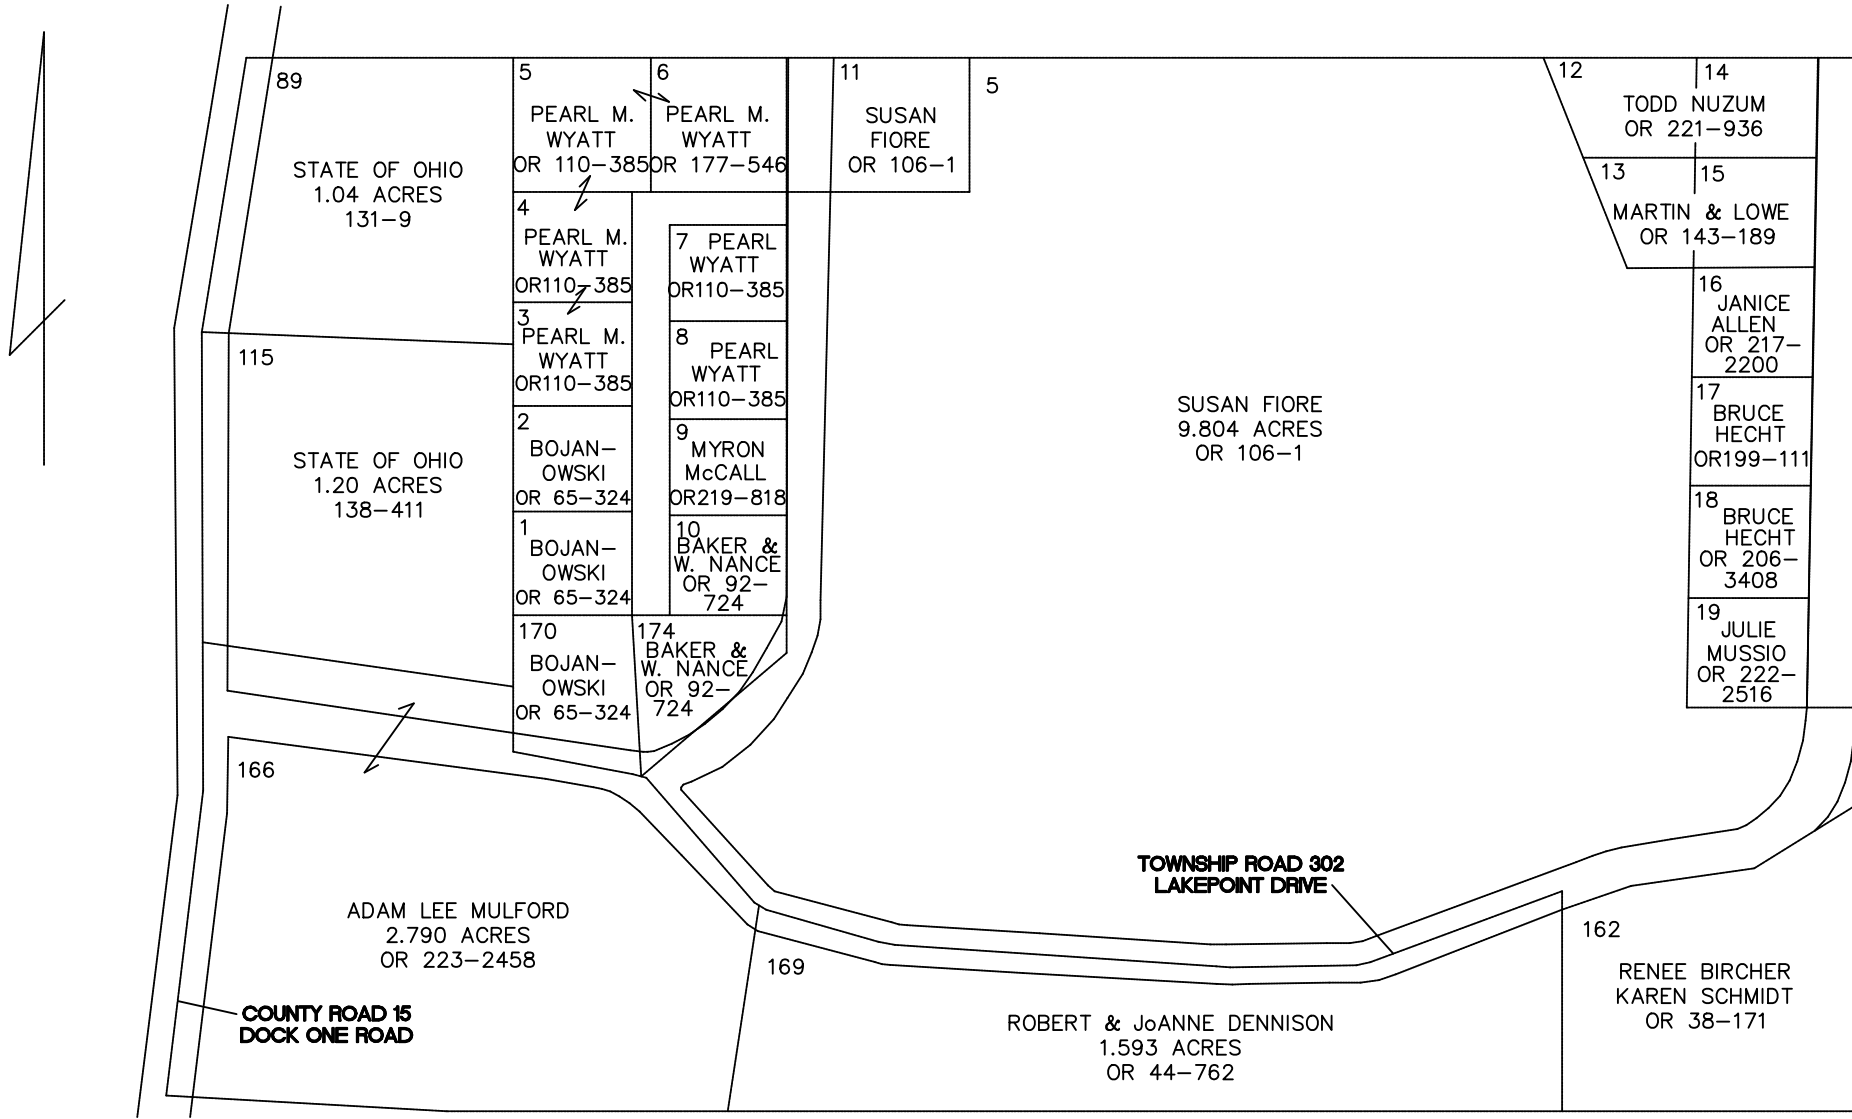 89
STATE OF OHIO
1.04 ACRES
131-9
5
PEARL M.
WYATT
OR 110-385
6
PEARL M.
WYATT
OR 177-546
11
SUSAN
FIORE
OR 106-1
5
12
14
TODD NUZUM
OR 221-936
13
15
MARTIN & LOWE
OR 143-189
4
PEARL M.
WYATT
OR110-385
7 PEARL
WYATT
OR110-385
3
PEARL M.
WYATT
OR110-385
8
PEARL
WYATT
OR110-385
16
JANICE
ALLEN
OR 217-
2200
115
STATE OF OHIO
1.20 ACRES
138-411
2
BOJAN-
OWSKI
OR 65-324
9
MYRON
McCALL
OR219-818
SUSAN FIORE
9.804 ACRES
OR 106-1
17
BRUCE
HECHT
OR199-111
1
BOJAN-
OWSKI
OR 65-324
10
BAKER &
W. NANCE
OR 92-
724
18
BRUCE
HECHT
OR 206-
3408
170
BOJAN-
OWSKI
OR 65-324
174
BAKER &
W. NANCE
OR 92-
724
19
JULIE
MUSSIO
OR 222-
2516
166
ADAM LEE MULFORD
2.790 ACRES
OR 223-2458
TOWNSHIP ROAD 302
LAKEPOINT DRIVE
169
ROBERT & JoANNE DENNISON
1.593 ACRES
OR 44-762
162
RENEE BIRCHER
KAREN SCHMIDT
OR 38-171
COUNTY ROAD 15
DOCK ONE ROAD